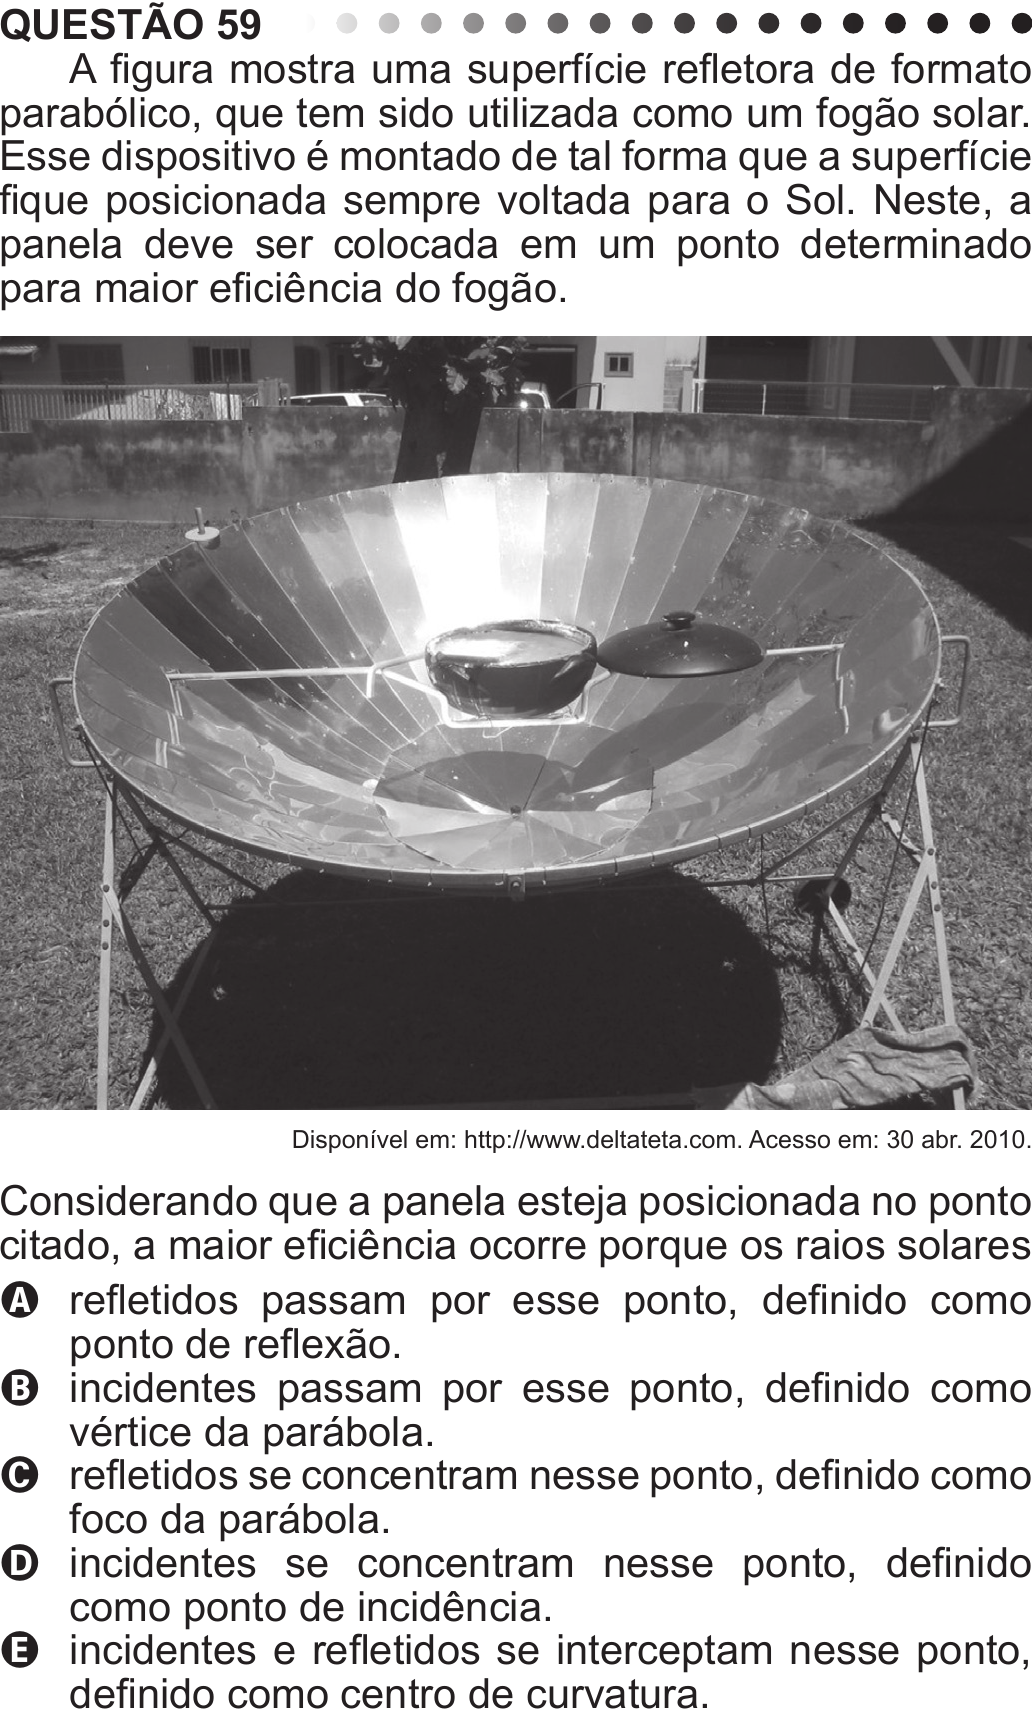 QUESTÃO 59
A figura mostra uma superfície refletora de formato
parabólico, que tem sido utilizada como um fogão solar.
Esse dispositivo é montado de tal forma que a superfície
fique posicionada sempre voltada para o Sol. Neste, a
panela deve ser colocada em um ponto determinado
para maior eficiência do fogão.
Disponível em: http://www.deltateta.com. Acesso em: 30 abr. 2010.
Considerando que a panela esteja posicionada no ponto
citado, a maior eficiência ocorre porque os raios solares
A refletidos passam por esse ponto, definido como
ponto de reflexão.
B incidentes passam por esse ponto, definido como
vértice da parábola.
C refletidos se concentram nesse ponto, definido como
foco da parábola.
D incidentes se concentram nesse ponto, definido
como ponto de incidência.
E incidentes e refletidos se interceptam nesse ponto,
definido como centro de curvatura.